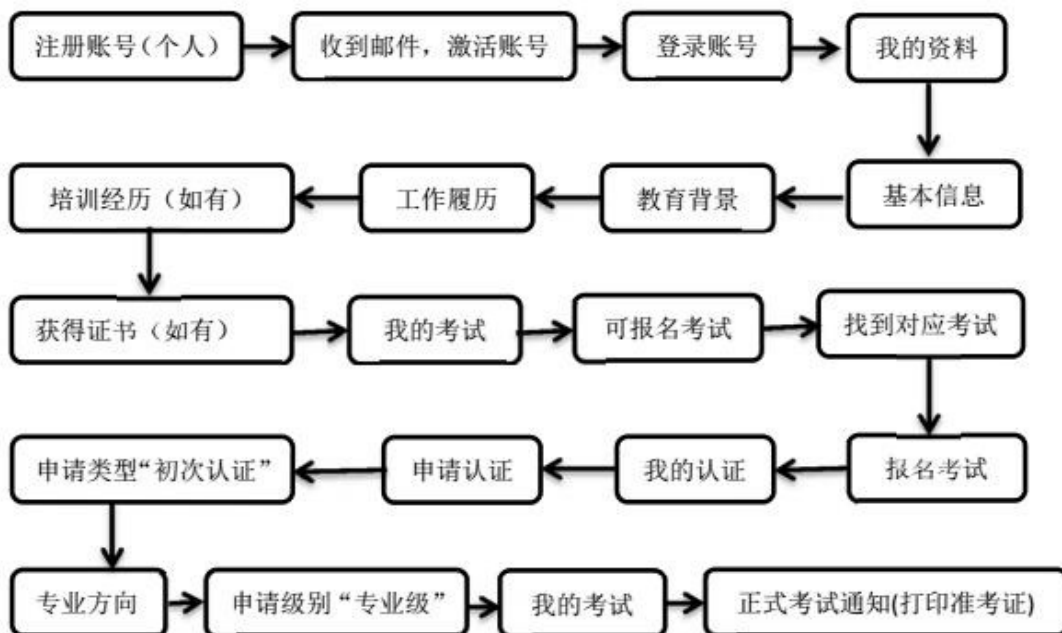 注册账号(个人)
收到邮件，激活账号
登录账号
我的资料
基本信息
教育背景
工作履历
培训经历（如有）
获得证书（如有）
我的考试
可报名考试
找到对应考试
报名考试
我的认证
申请认证
申请类型“初次认证”
专业方向
申请级别“专业级”
我的考试
正式考试通知(打印准考证)